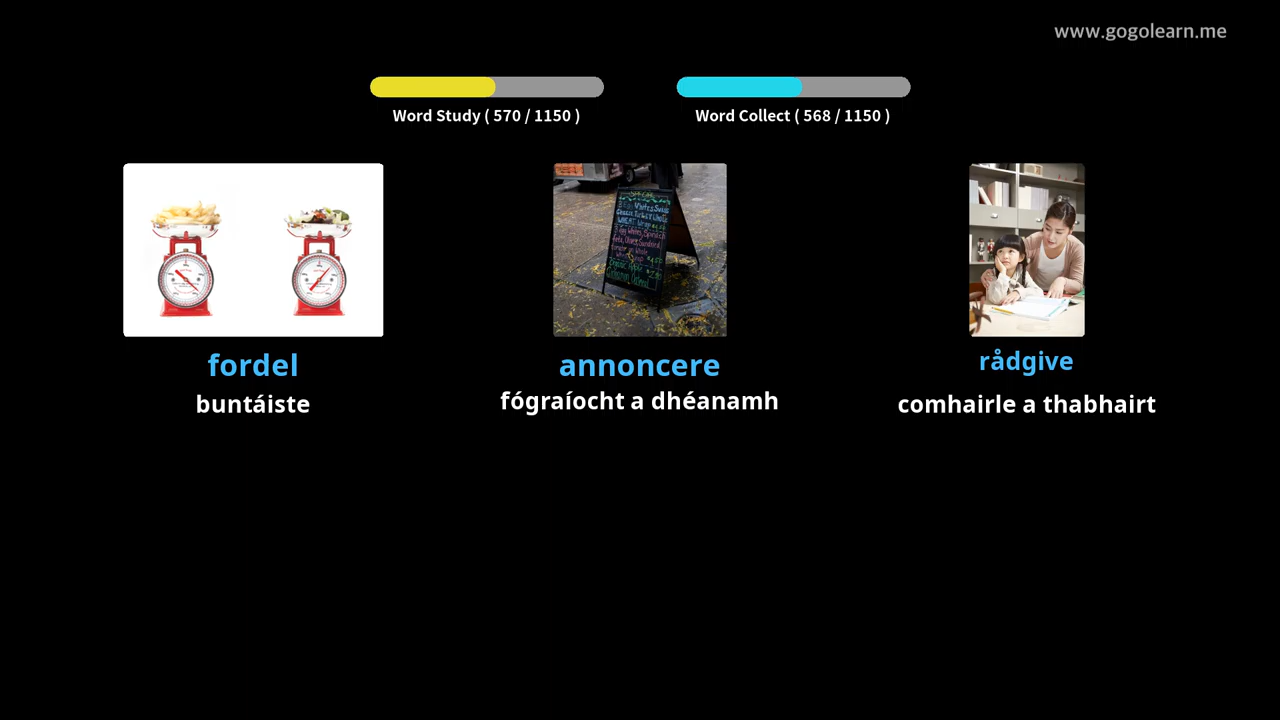 www.gogolearn.me
Word Study ( 570 / 1150 )
Word Collect ( 568 / 1150 )
fordel
annoncere
rådgive
buntáiste
fógraíocht a dhéanamh
comhairle a thabhairt